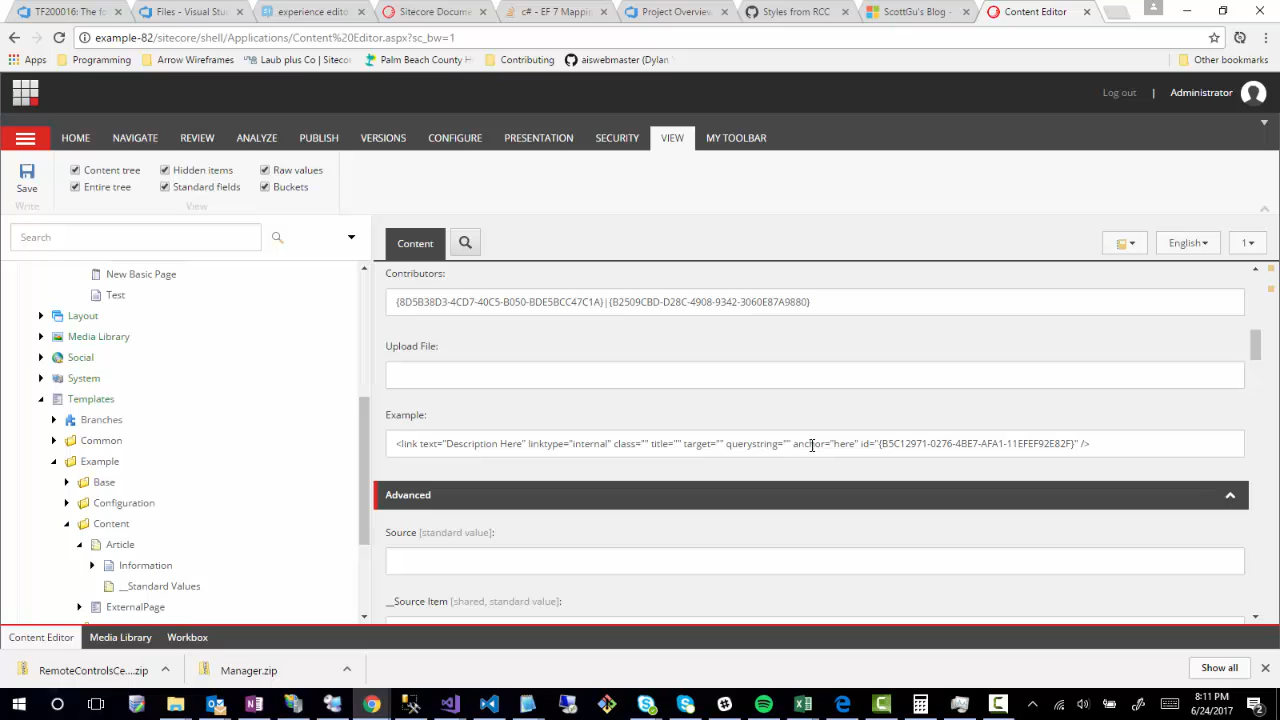 TF200016: The fo
Files - Visual Stu
experience edito
Sitecore Docume
c# - EF 7 Mappin
Project Overview
Styles from RCC
ScottGu's Blog -
Content Editor
example-82/sitecore/shell/Applications/Content%20Editor.aspx?sc_bw=1
Apps
Programming
Arrow Wireframes
Laub plus Co | Siteco
Palm Beach County H
Contributing
aiswebmaster (Dylan
Other bookmarks
Log out | Administrator
HOME NAVIGATE REVIEW ANALYZE PUBLISH VERSIONS CONFIGURE PRESENTATION SECURITY VIEW MY TOOLBAR
Save
Write
Content tree
Hidden items
Raw values
Entire tree
Standard fields
Buckets
View
Search
New Basic Page
Test
Layout
Media Library
Social
System
Templates
Branches
Common
Example
Base
Configuration
Content
Article
Information
__Standard Values
ExternalPage
Content
English
1
Contributors:
{8D5B38D3-4CD7-40C5-B050-BDE5BCC47C1A}|{B2509CBD-D28C-4908-9342-3060E87A9880}
Upload File:
Example:
<link text="Description Here" linktype="internal" class="" title="" target="" querystring="" anchor="here" id="{B5C12971-0276-4BE7-AFA1-11EFEF92E82F}" />
Advanced
Source [standard value]:
__Source Item [shared, standard value]:
Content Editor Media Library Workbox
RemoteControlsCe....zip
Manager.zip
Show all
8:11 PM
6/24/2017